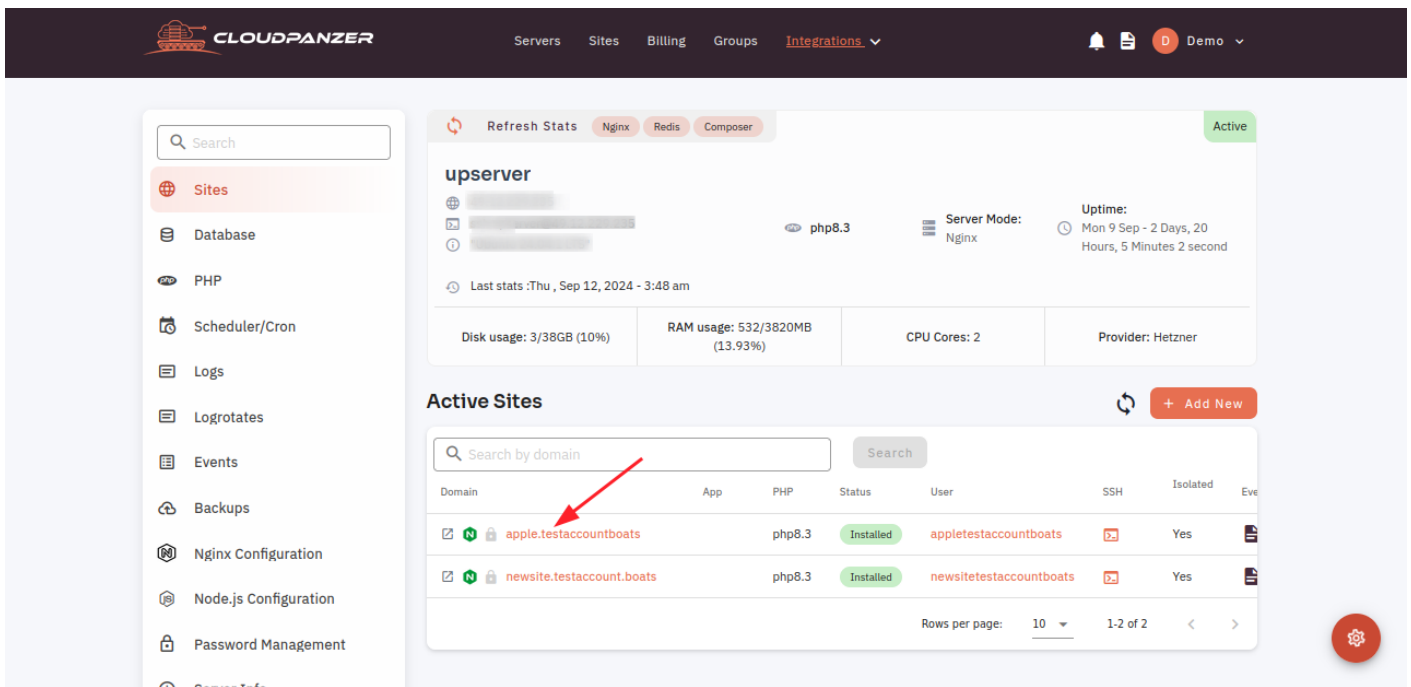 CLOUDPANZER
Servers Sites Billing Groups Integrations
D Demo
Search
Sites
Database
PHP
Scheduler/Cron
Logs
Logrotates
Events
Backups
Nginx Configuration
Node.js Configuration
Password Management
Server Info
Refresh Stats Nginx Redis Composer
Active
upserver
php8.3
Server Mode:
Nginx
Uptime:
Mon 9 Sep - 2 Days, 20
Hours, 5 Minutes 2 second
Last stats :Thu , Sep 12, 2024 - 3:48 am
Disk usage: 3/38GB (10%)
RAM usage: 532/3820MB
(13.93%)
CPU Cores: 2
Provider: Hetzner
Active Sites
+ Add New
Search by domain
Search
Domain App PHP Status User SSH Isolated Eve
apple.testaccountboats php8.3 Installed appletestaccountboats Yes
newsite.testaccount.boats php8.3 Installed newsitetestaccountboats Yes
Rows per page: 10 1-2 of 2